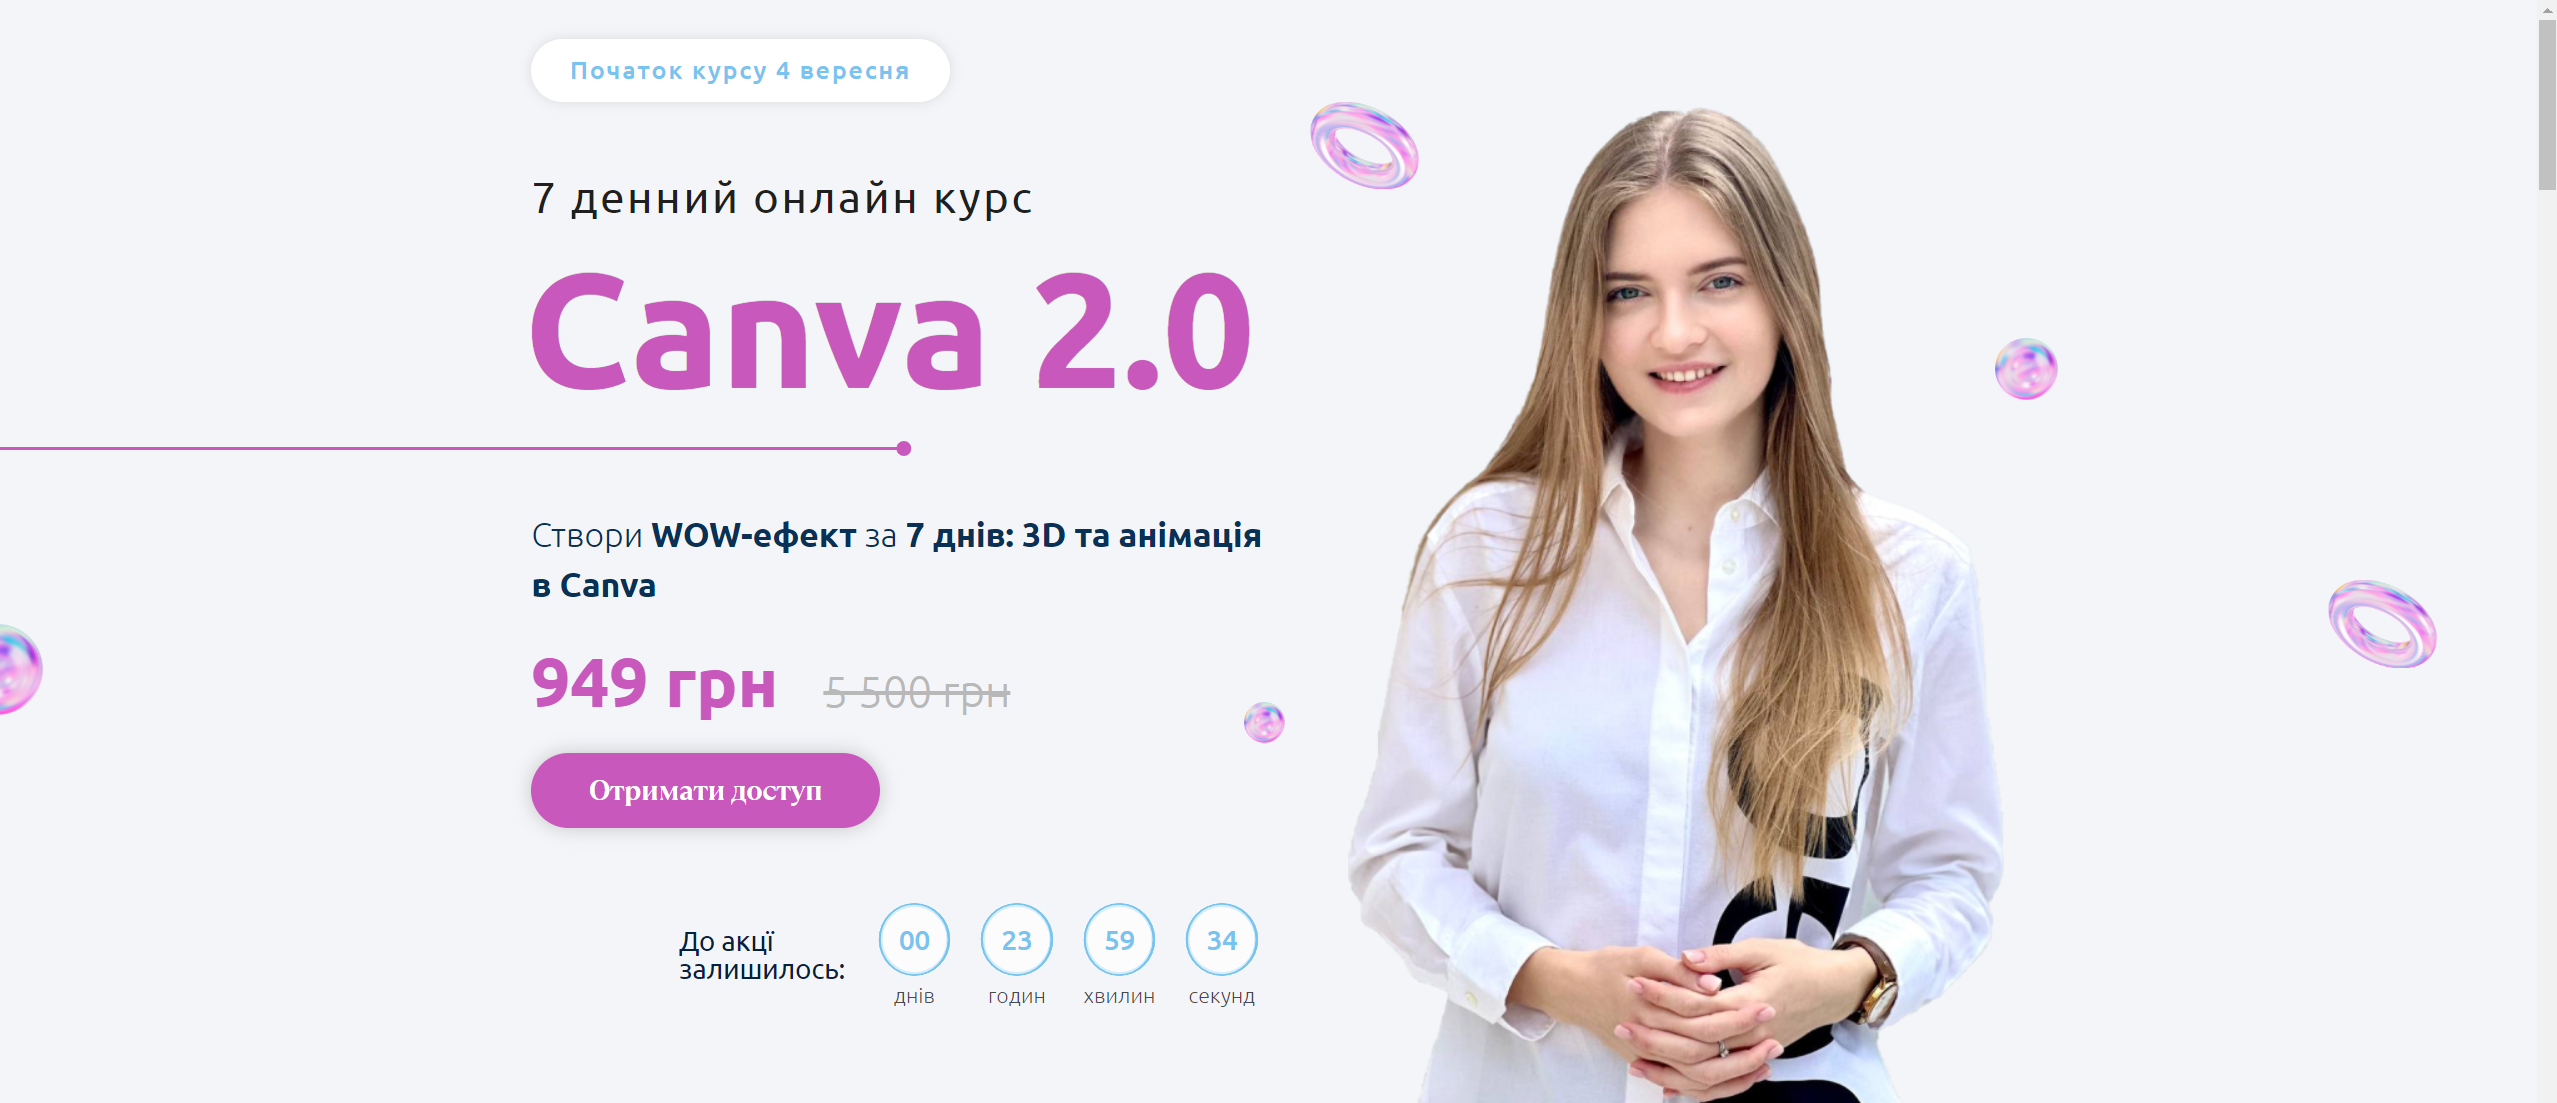 Початок курсу 4 вересня
7 денний онлайн курс
Canva 2.0
Створи WOW-ефект за 7 днів: 3D та анімація
в Canva
949 грн 5 500 грн
Отримати доступ
До акції
залишилось:
00 23 59 34
днів годин хвилин секунд